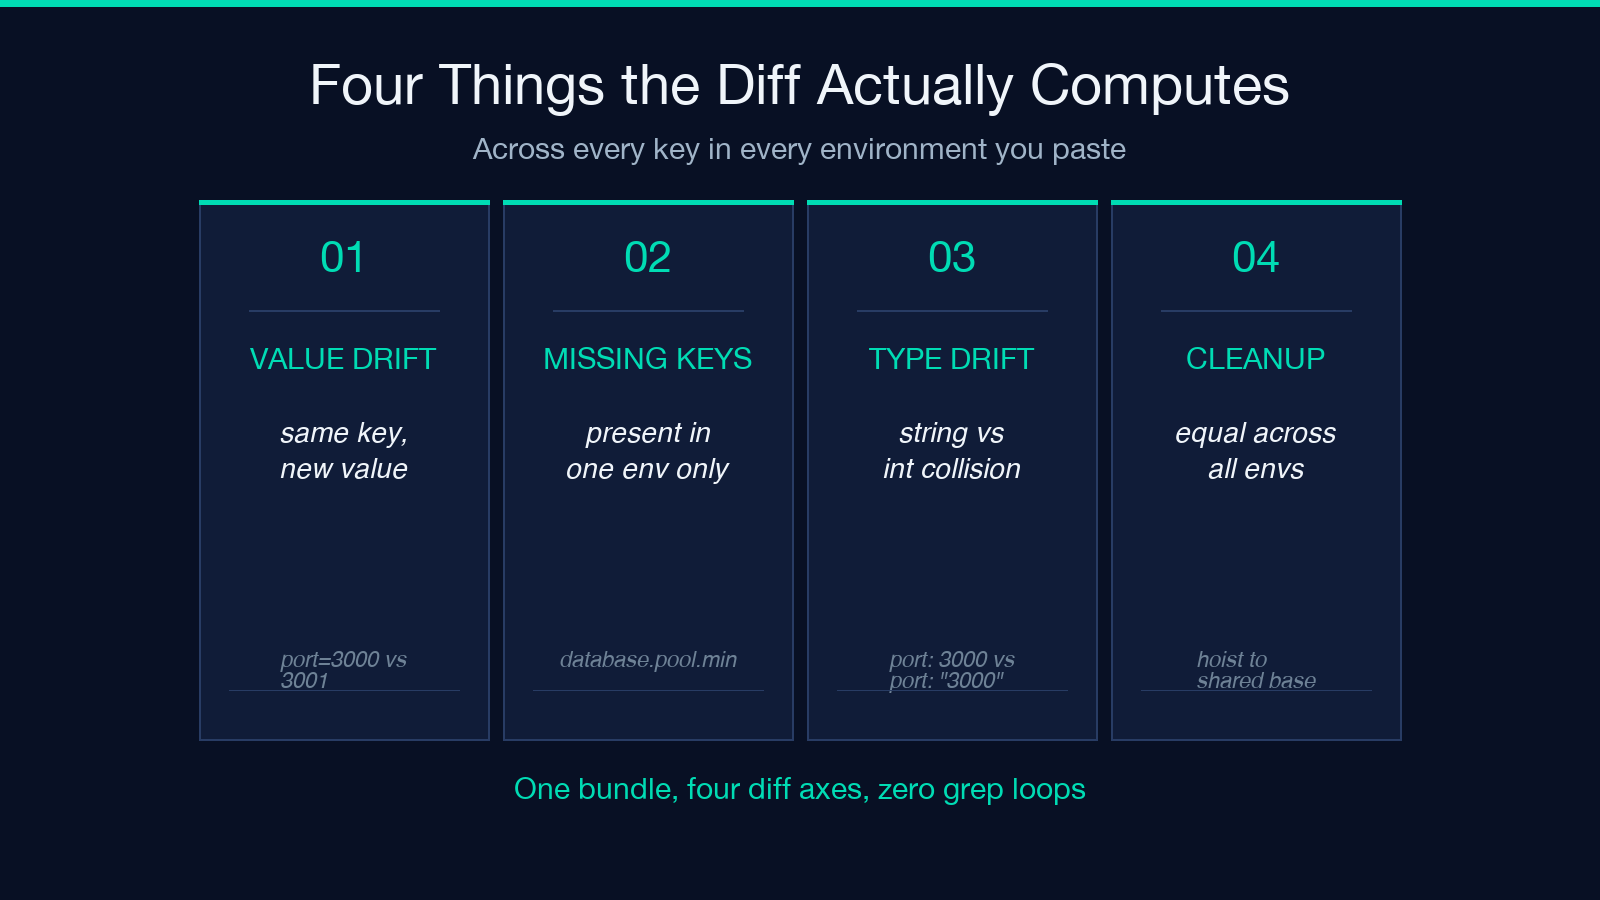 Four Things the Diff Actually Computes
Across every key in every environment you paste
01
VALUE DRIFT
same key,
new value
port=3000 vs
3001
02
MISSING KEYS
present in
one env only
database.pool.min
03
TYPE DRIFT
string vs
int collision
port: 3000 vs
port: "3000"
04
CLEANUP
equal across
all envs
hoist to
shared base
One bundle, four diff axes, zero grep loops